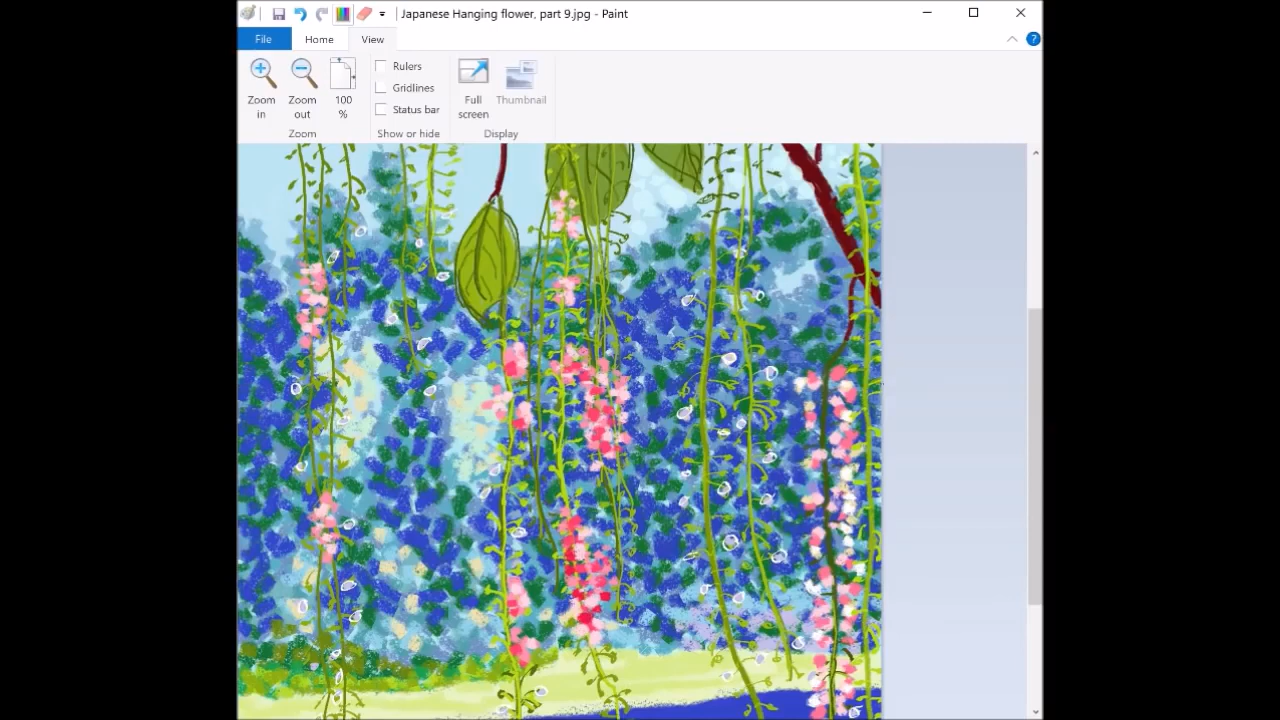 Japanese Hanging flower, part 9.jpg - Paint
File Home View
Zoom in Zoom out 100 %
Rulers
Gridlines
Status bar
Full screen Thumbnail
Zoom Show or hide Display